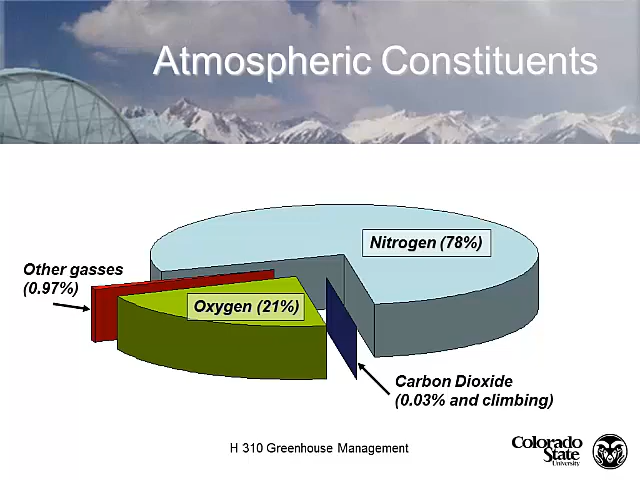 Atmospheric Constituents
Nitrogen (78%)
Other gasses
(0.97%)
Oxygen (21%)
Carbon Dioxide
(0.03% and climbing)
H 310 Greenhouse Management
Colorado
State
University